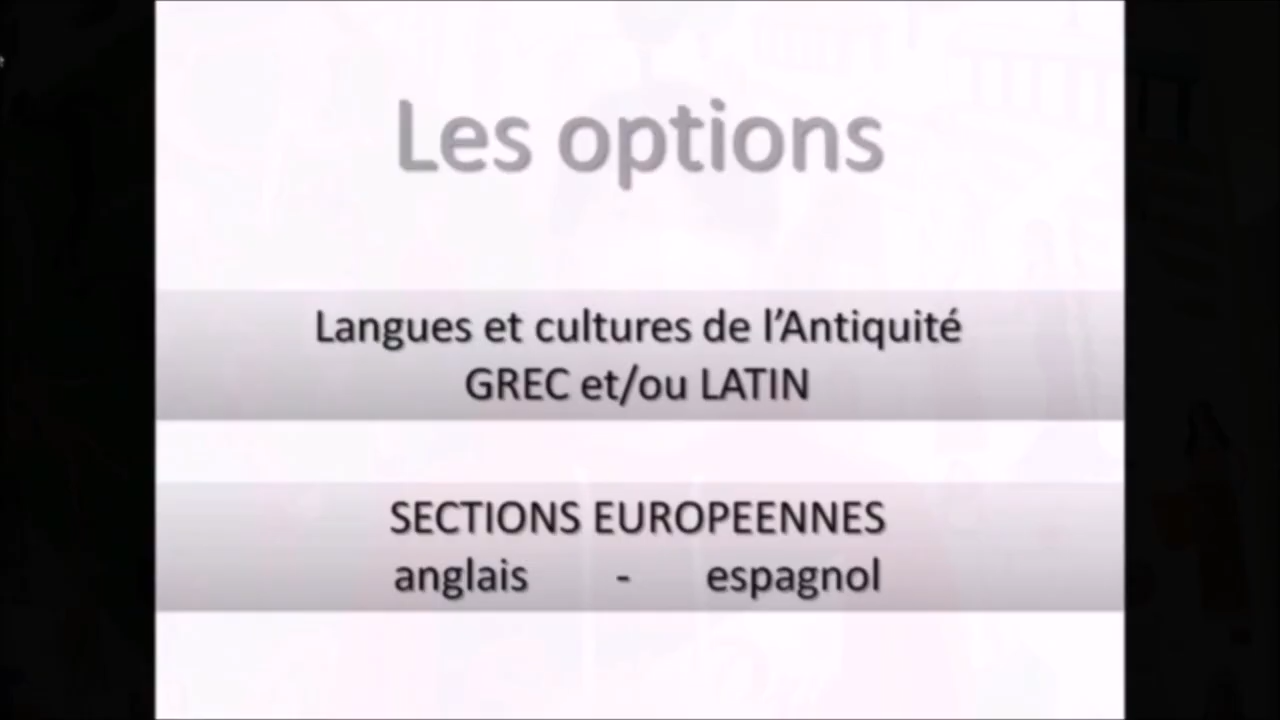 Les options
Langues et cultures de l'Antiquité
GREC et/ou LATIN
SECTIONS EUROPEENNES
anglais - espagnol